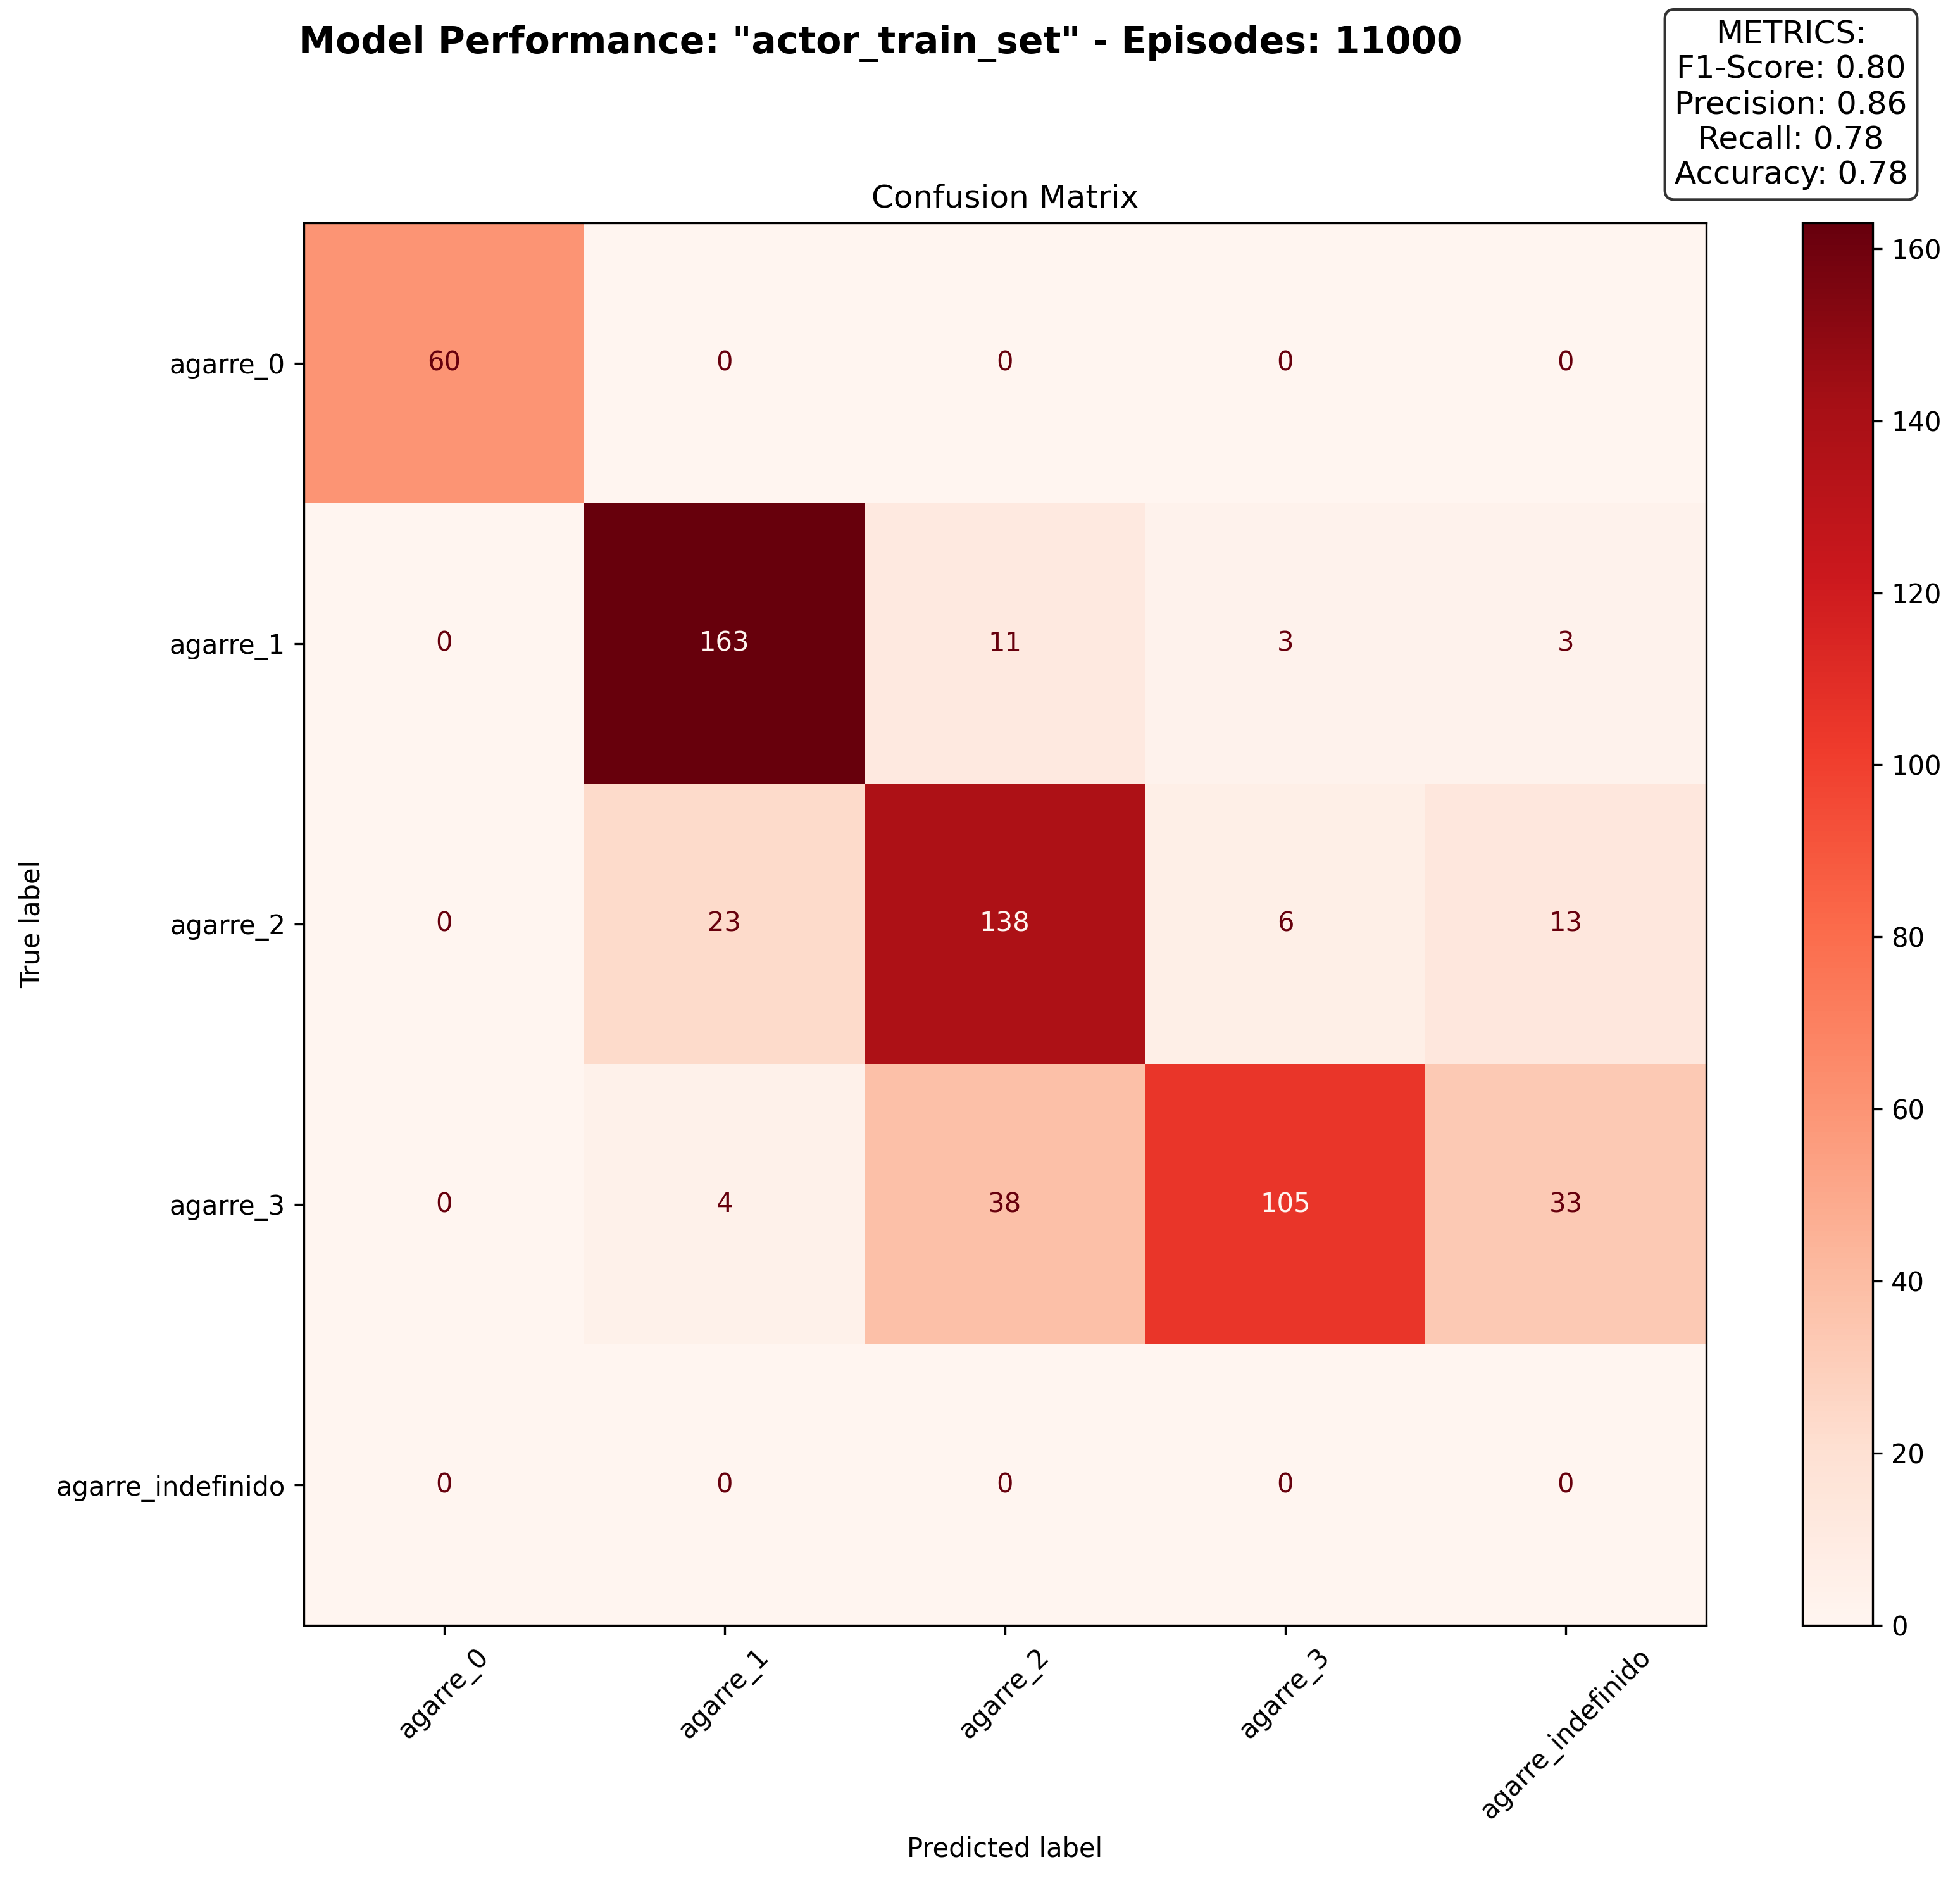 Model Performance: "actor_train_set" - Episodes: 11000
METRICS:
F1-Score: 0.80
Precision: 0.86
Recall: 0.78
Accuracy: 0.78
Confusion Matrix
True label
agarre_0 60 0 0 0 0
agarre_1 0 163 11 3 3
agarre_2 0 23 138 6 13
agarre_3 0 4 38 105 33
agarre_indefinido 0 0 0 0 0
agarre_0 agarre_1 agarre_2 agarre_3 agarre_indefinido
Predicted label
160
140
120
100
80
60
40
20
0